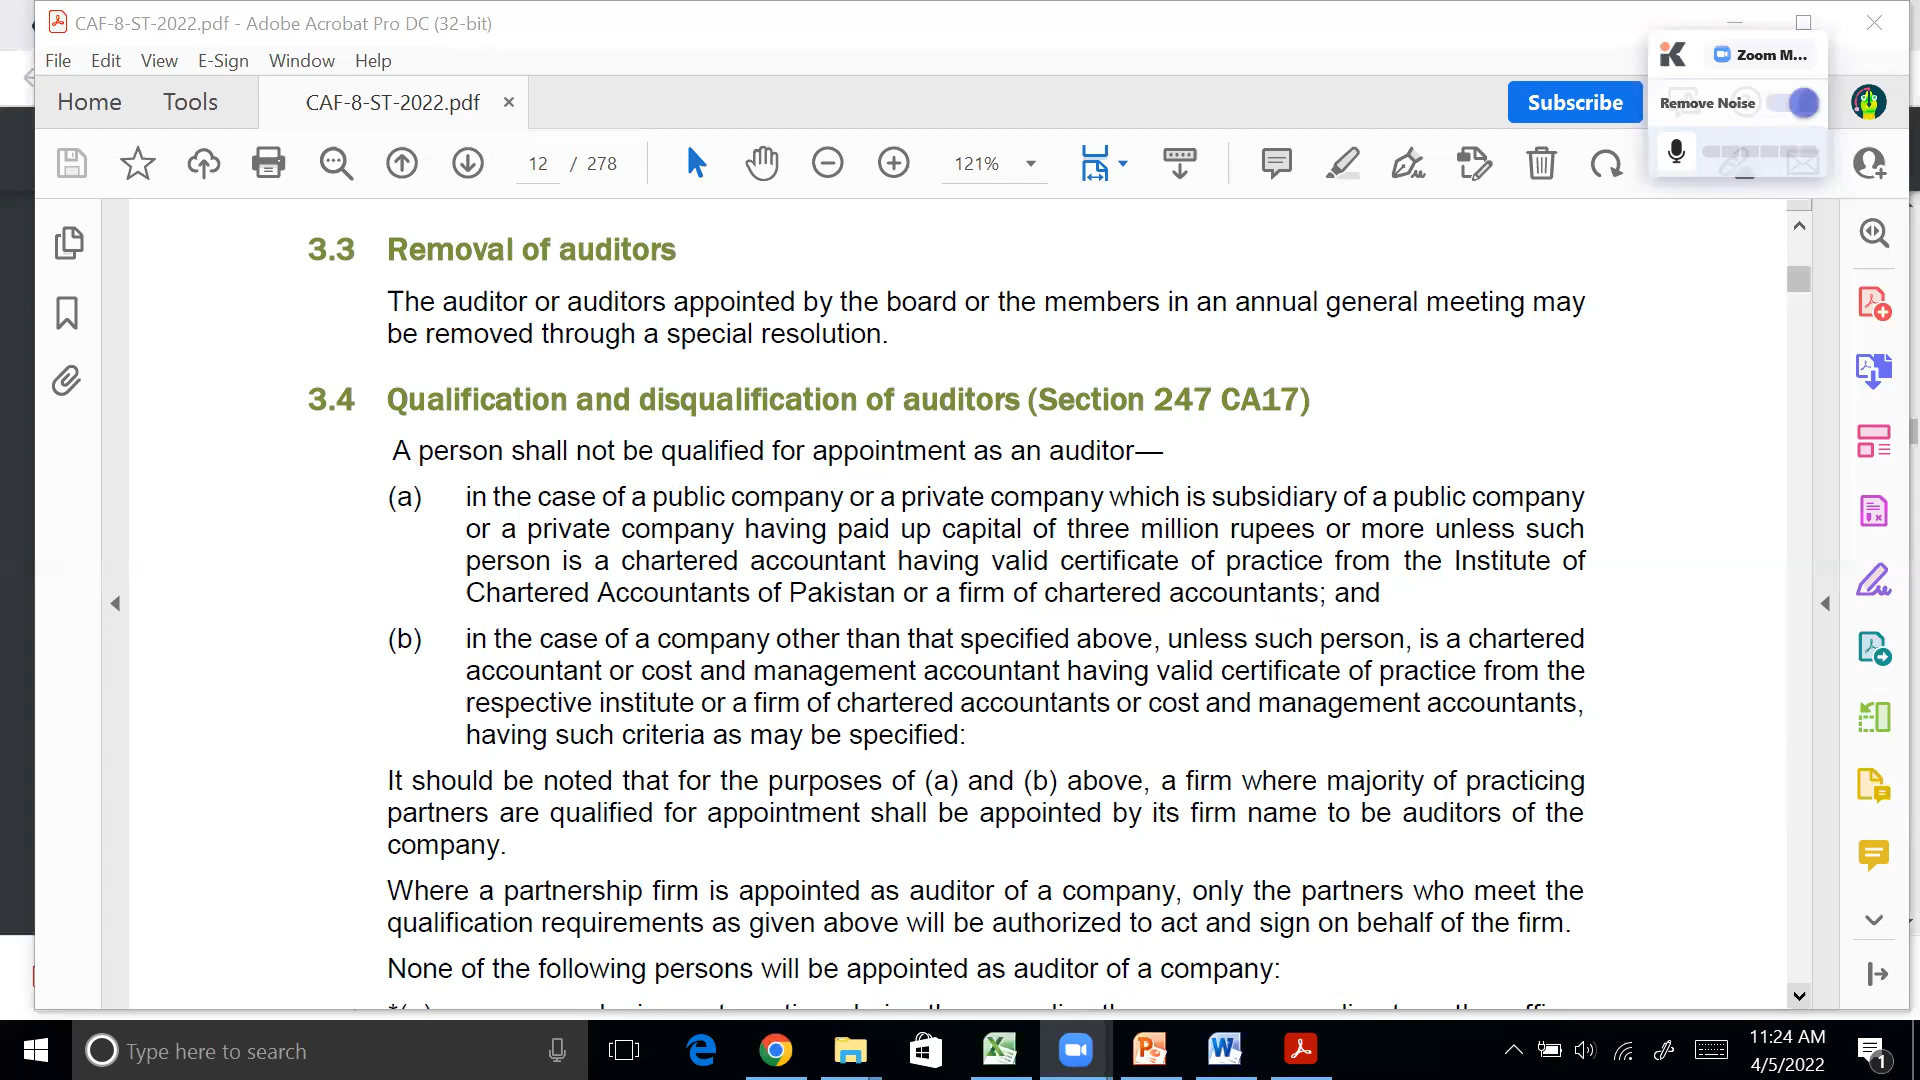 CAF-8-ST-2022.pdf - Adobe Acrobat Pro DC (32-bit)
File Edit View E-Sign Window Help
Zoom M...
Home Tools CAF-8-ST-2022.pdf × Subscribe
Remove Noise
12 / 278
121%
3.3 Removal of auditors
The auditor or auditors appointed by the board or the members in an annual general meeting may
be removed through a special resolution.
3.4 Qualification and disqualification of auditors (Section 247 CA17)
A person shall not be qualified for appointment as an auditor—
(a) in the case of a public company or a private company which is subsidiary of a public company
or a private company having paid up capital of three million rupees or more unless such
person is a chartered accountant having valid certificate of practice from the Institute of
Chartered Accountants of Pakistan or a firm of chartered accountants; and
(b) in the case of a company other than that specified above, unless such person, is a chartered
accountant or cost and management accountant having valid certificate of practice from the
respective institute or a firm of chartered accountants or cost and management accountants,
having such criteria as may be specified:
It should be noted that for the purposes of (a) and (b) above, a firm where majority of practicing
partners are qualified for appointment shall be appointed by its firm name to be auditors of the
company.
Where a partnership firm is appointed as auditor of a company, only the partners who meet the
qualification requirements as given above will be authorized to act and sign on behalf of the firm.
None of the following persons will be appointed as auditor of a company:
Type here to search
11:24 AM
4/5/2022
1